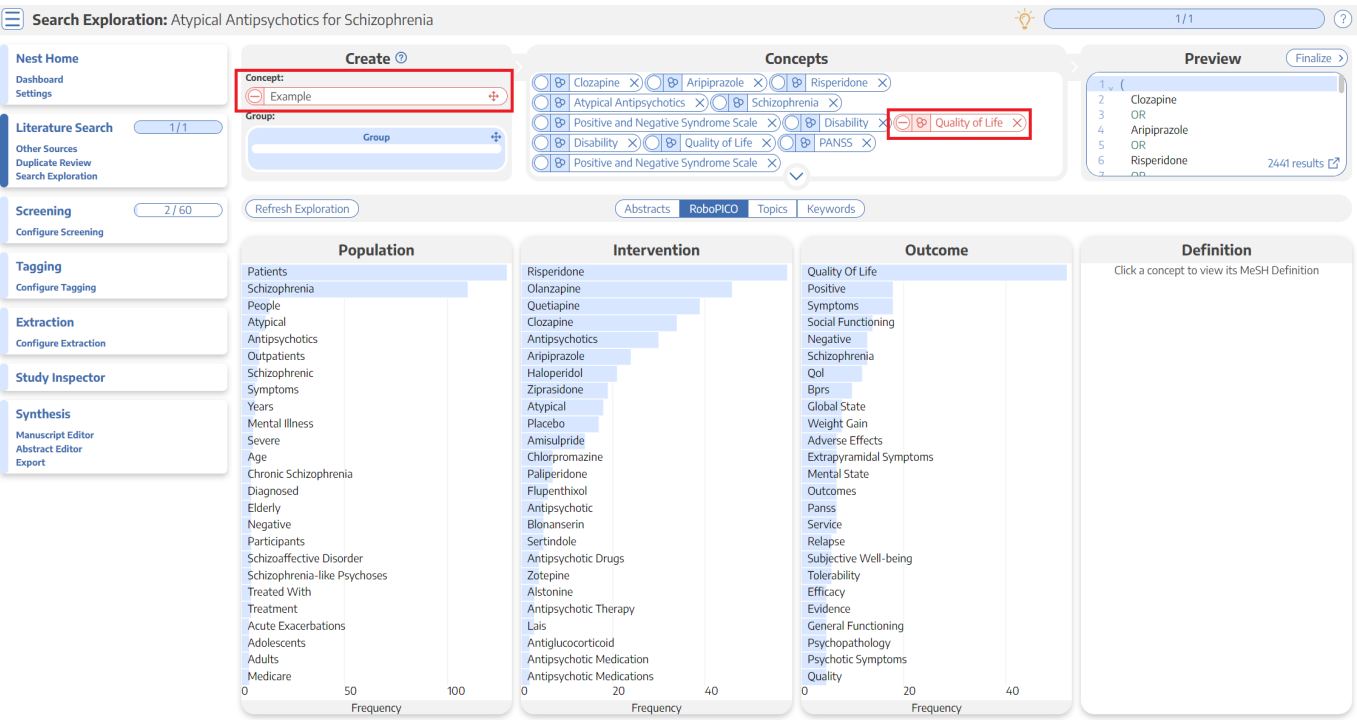 Search Exploration: Atypical Antipsychotics for Schizophrenia
1/1
?
Nest Home
Dashboard
Settings
Literature Search 1/1
Other Sources
Duplicate Review
Search Exploration
Screening 2/60
Configure Screening
Tagging
Configure Tagging
Extraction
Configure Extraction
Study Inspector
Synthesis
Manuscript Editor
Abstract Editor
Export
Create ?
Concept:
Example
Group:
Group
Concepts
Clozapine X Aripiprazole X Risperidone X
Atypical Antipsychotics X Schizophrenia X
Positive and Negative Syndrome Scale X Disability X Quality of Life X
Disability X Quality of Life X PANSS X
Positive and Negative Syndrome Scale X
Preview
Finalize >
1 (
2 Clozapine
3 OR
4 Aripiprazole
5 OR
6 Risperidone
7 OR
2441 results
Refresh Exploration
Abstracts RoboPICO Topics Keywords
Population
Patients
Schizophrenia
People
Atypical
Antipsychotics
Outpatients
Schizophrenic
Symptoms
Years
Mental Illness
Severe
Age
Chronic Schizophrenia
Diagnosed
Elderly
Negative
Participants
Schizoaffective Disorder
Schizophrenia-like Psychoses
Treated With
Treatment
Acute Exacerbations
Adolescents
Adults
Medicare
0 50 100
Frequency
Intervention
Risperidone
Olanzapine
Quetiapine
Clozapine
Antipsychotics
Aripiprazole
Haloperidol
Ziprasidone
Atypical
Placebo
Amisulpride
Chlorpromazine
Paliperidone
Flupenthixol
Antipsychotic
Blonanserin
Sertindole
Antipsychotic Drugs
Zotepine
Alstonine
Antipsychotic Therapy
Lais
Antiglucocorticoid
Antipsychotic Medication
Antipsychotic Medications
0 20 40
Frequency
Outcome
Quality Of Life
Positive
Symptoms
Social Functioning
Negative
Schizophrenia
Qol
Bprs
Global State
Weight Gain
Adverse Effects
Extrapyramidal Symptoms
Mental State
Outcomes
Panss
Service
Relapse
Subjective Well-being
Tolerability
Efficacy
Evidence
General Functioning
Psychopathology
Psychotic Symptoms
Quality
0 20 40
Frequency
Definition
Click a concept to view its MeSH Definition